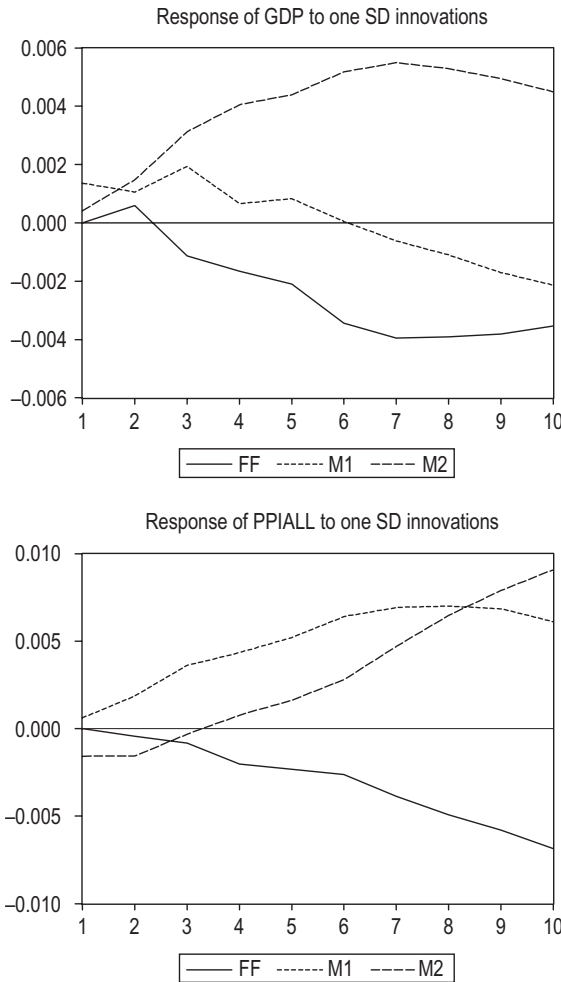 Response of GDP to one SD innovations
0.006
0.004
0.002
0.000
–0.002
–0.004
–0.006
1 2 3 4 5 6 7 8 9 10
FF M1 M2
Response of PPIALL to one SD innovations
0.010
0.005
0.000
–0.005
–0.010
1 2 3 4 5 6 7 8 9 10
FF M1 M2